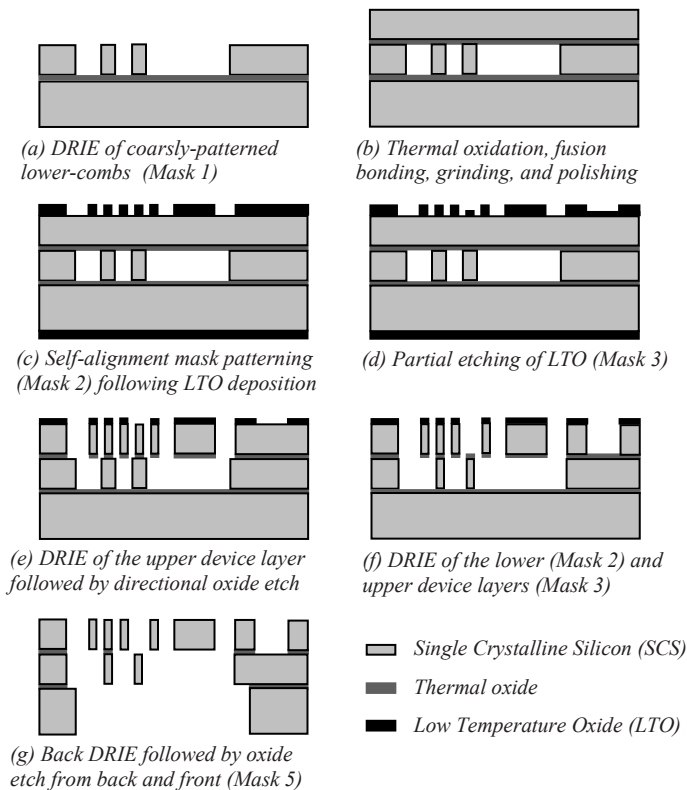 (a) DRIE of coarsly-patterned
lower-combs (Mask 1)
(b) Thermal oxidation, fusion
bonding, grinding, and polishing
(c) Self-alignment mask patterning
(Mask 2) following LTO deposition
(d) Partial etching of LTO (Mask 3)
(e) DRIE of the upper device layer
followed by directional oxide etch
(f) DRIE of the lower (Mask 2) and
upper device layers (Mask 3)
(g) Back DRIE followed by oxide
etch from back and front (Mask 5)
Single Crystalline Silicon (SCS)
Thermal oxide
Low Temperature Oxide (LTO)